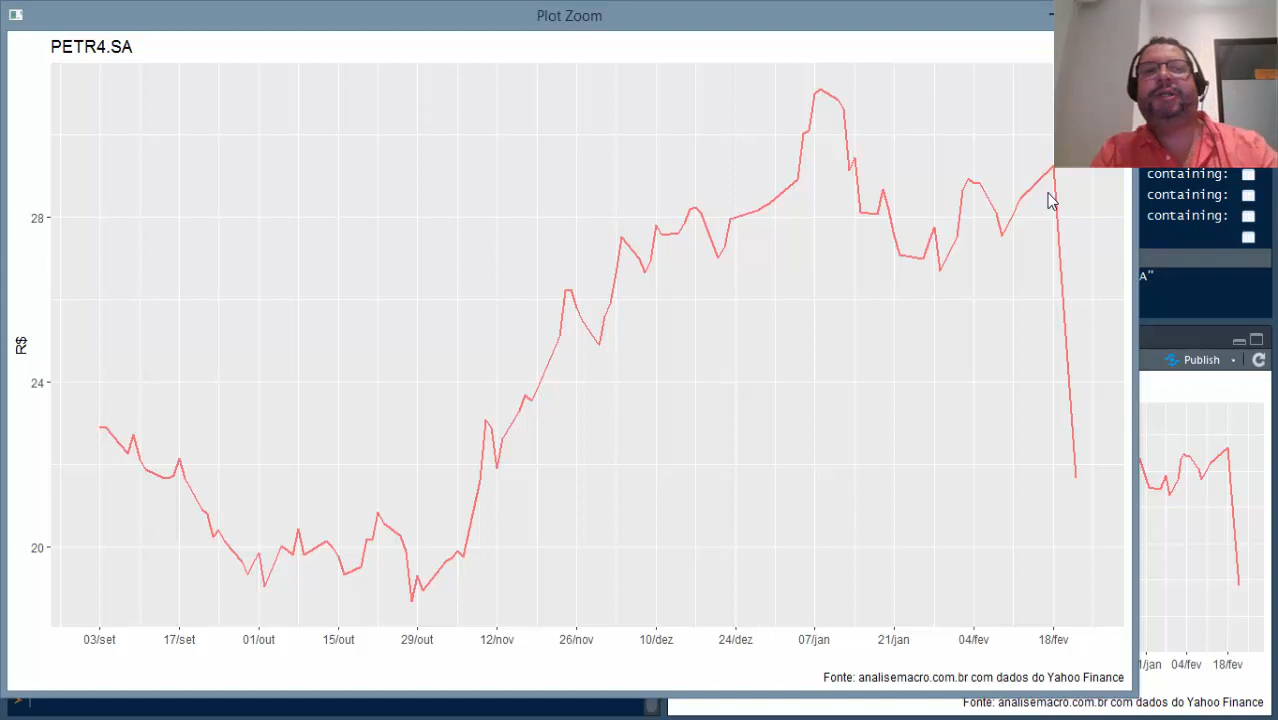 Plot Zoom
PETR4.SA
containing:
containing:
containing:
A"
Publish
R$
28
24
20
03/set 17/set 01/out 15/out 29/out 12/nov 26/nov 10/dez 24/dez 07/jan 21/jan 04/fev 18/fev
Fonte: analisemacro.com.br com dados do Yahoo Finance
1/jan 04/fev 18/fev
Fonte: analisemacro.com.br com dados do Yahoo Finance